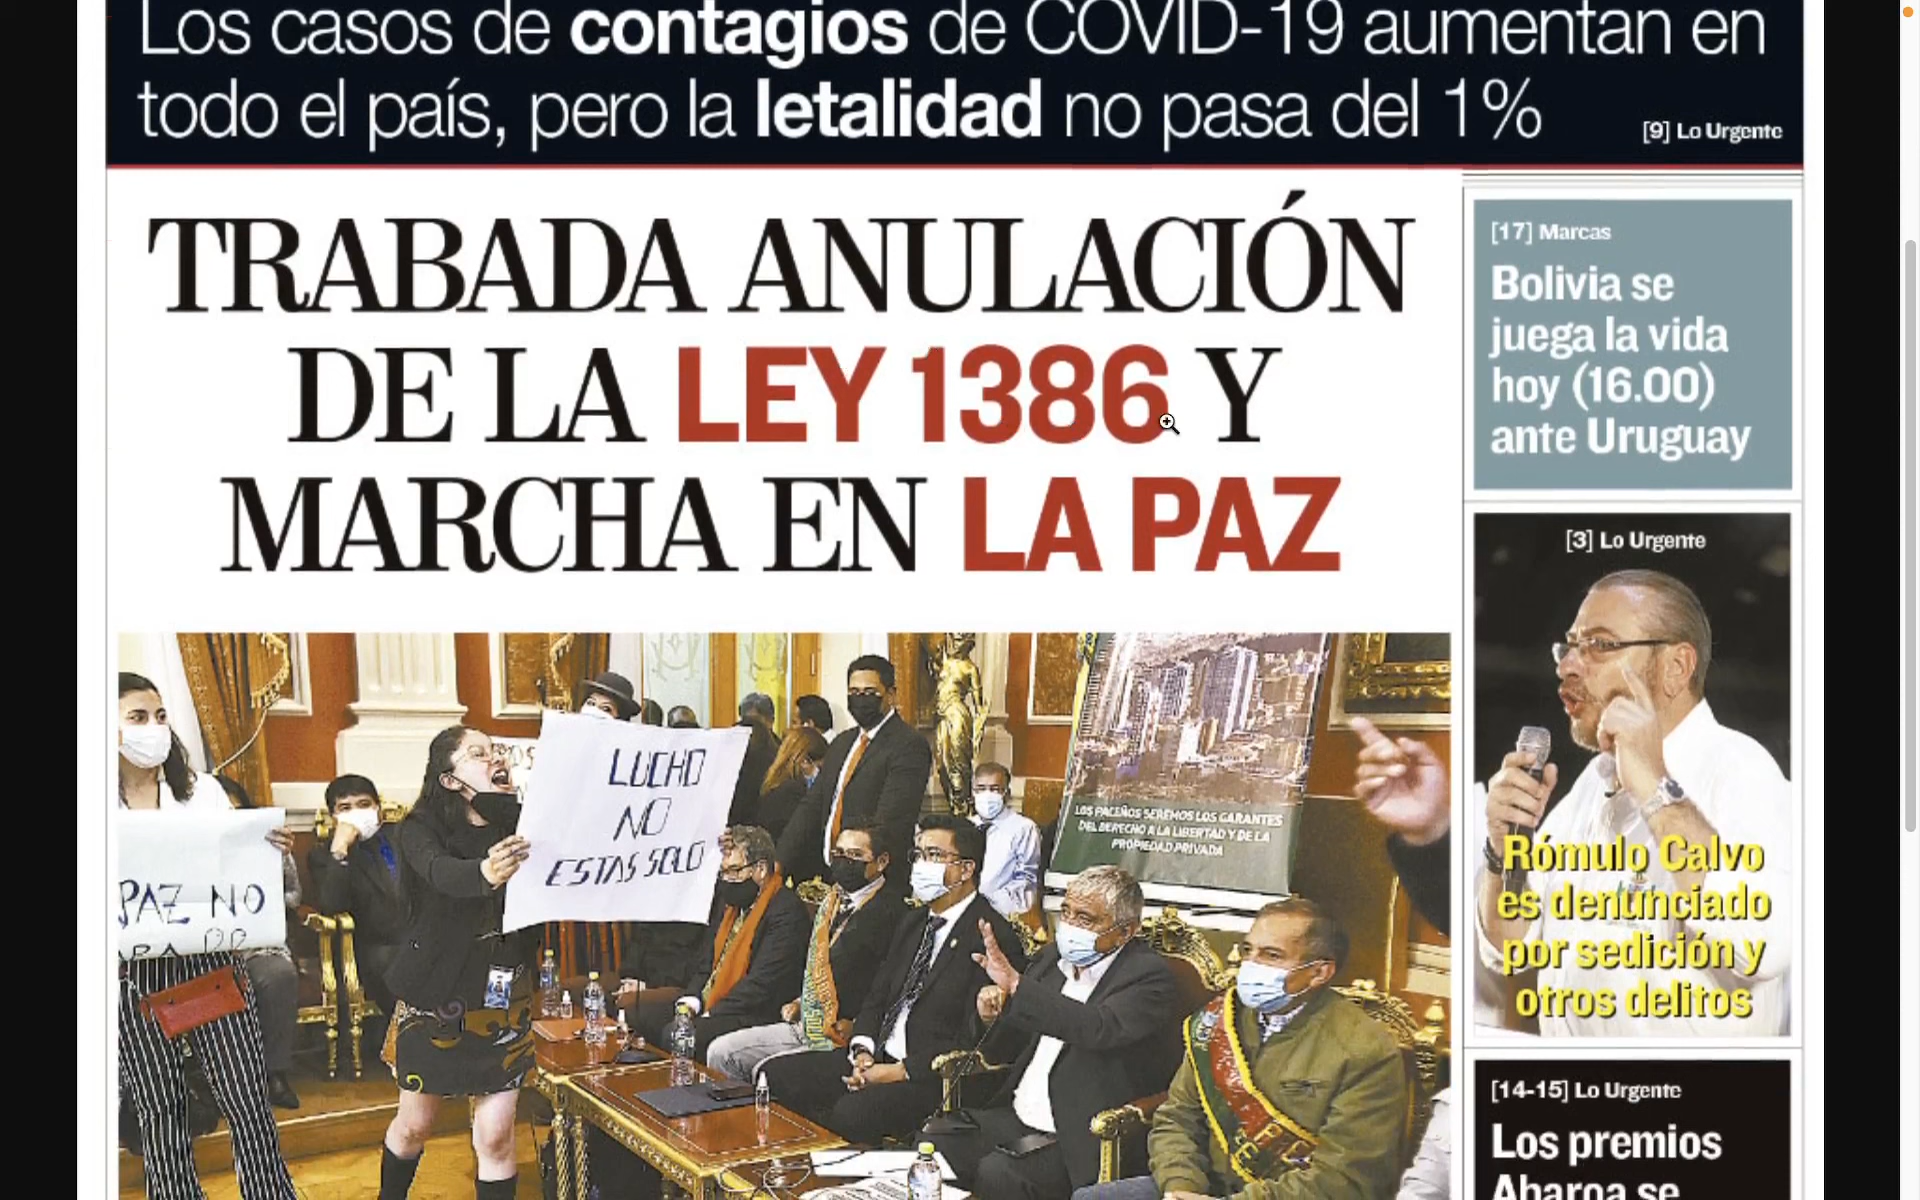 Los casos de contagios de COVID-19 aumentan en
todo el país, pero la letalidad no pasa del 1%
[9] Lo Urgente
TRABADA ANULACIÓN
DE LA LEY 1386 Y
MARCHA EN LA PAZ
[17] Marcas
Bolivia se
juega la vida
hoy (16.00)
ante Uruguay
[3] Lo Urgente
Rómulo Calvo
es denunciado
por sedición y
otros delitos
[14-15] Lo Urgente
Los premios
Abaroa se
LUCHO
NO
ESTAS SOLO
PAZ NO
LOS PACEÑOS SEREMOS LOS GARANTES
DEL DERECHO A LA LIBERTAD Y DE LA
PROPIEDAD PRIVADA